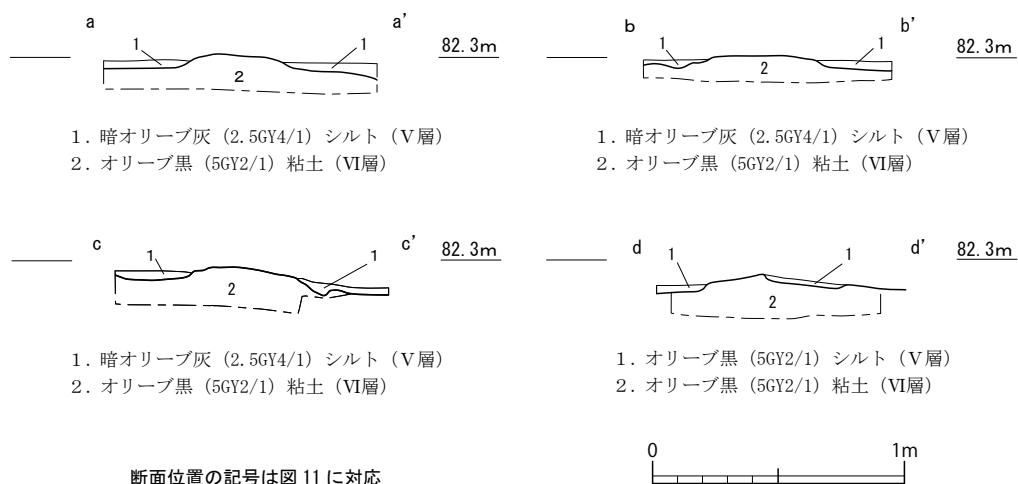 a a’
1 1 82.3m
2
1. 暗オリーブ灰 (2.5GY4/1) シルト (Ⅴ層)
2. オリーブ黒 (5GY2/1) 粘土 (Ⅵ層)
b b’
1 1 82.3m
2
1. 暗オリーブ灰 (2.5GY4/1) シルト (Ⅴ層)
2. オリーブ黒 (5GY2/1) 粘土 (Ⅵ層)
c c’
1 1 82.3m
2
1. 暗オリーブ灰 (2.5GY4/1) シルト (Ⅴ層)
2. オリーブ黒 (5GY2/1) 粘土 (Ⅵ層)
d d’
1 1 82.3m
2
1. オリーブ黒 (5GY2/1) シルト (Ⅴ層)
2. オリーブ黒 (5GY2/1) 粘土 (Ⅵ層)
断面位置の記号は図 11 に対応
0 1m